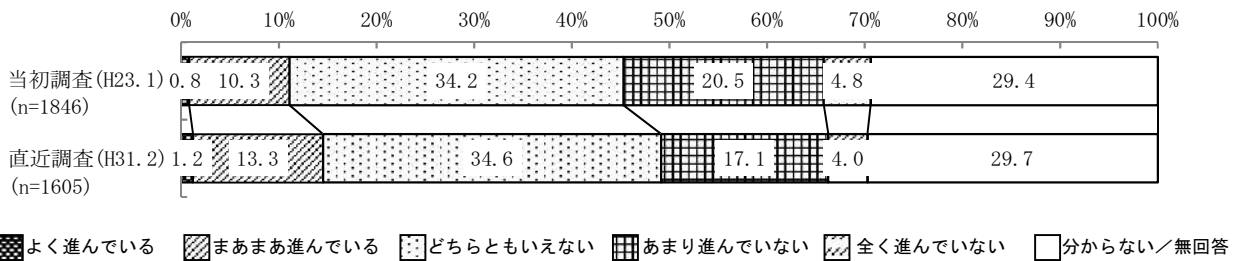 0% 10% 20% 30% 40% 50% 60% 70% 80% 90% 100%
当初調査(H23.1) 0.8 10.3 34.2 20.5 4.8 29.4
(n=1846)
直近調査(H31.2) 1.2 13.3 34.6 17.1 4.0 29.7
(n=1605)
よく進んでいる まあまあ進んでいる どちらともいえない あまり進んでいない 全く進んでいない 分からない／無回答